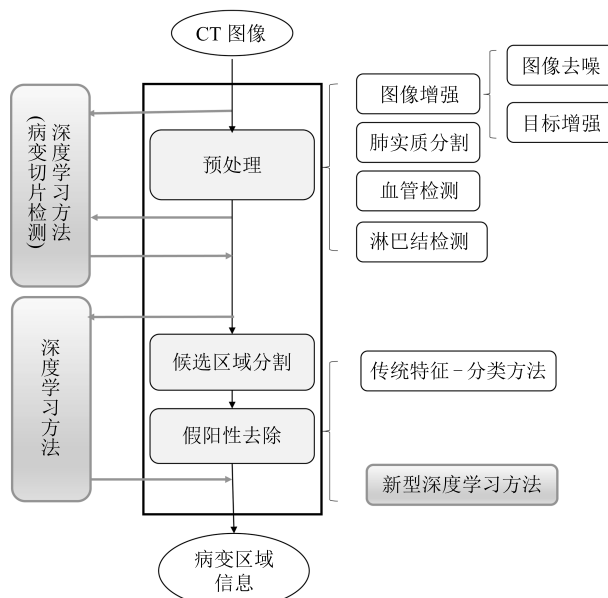 CT 图像
深度学习方法
(病变切片检测)
预处理
图像增强
图像去噪
目标增强
肺实质分割
血管检测
淋巴结检测
深度学习方法
候选区域分割
假阳性去除
传统特征－分类方法
新型深度学习方法
病变区域
信息